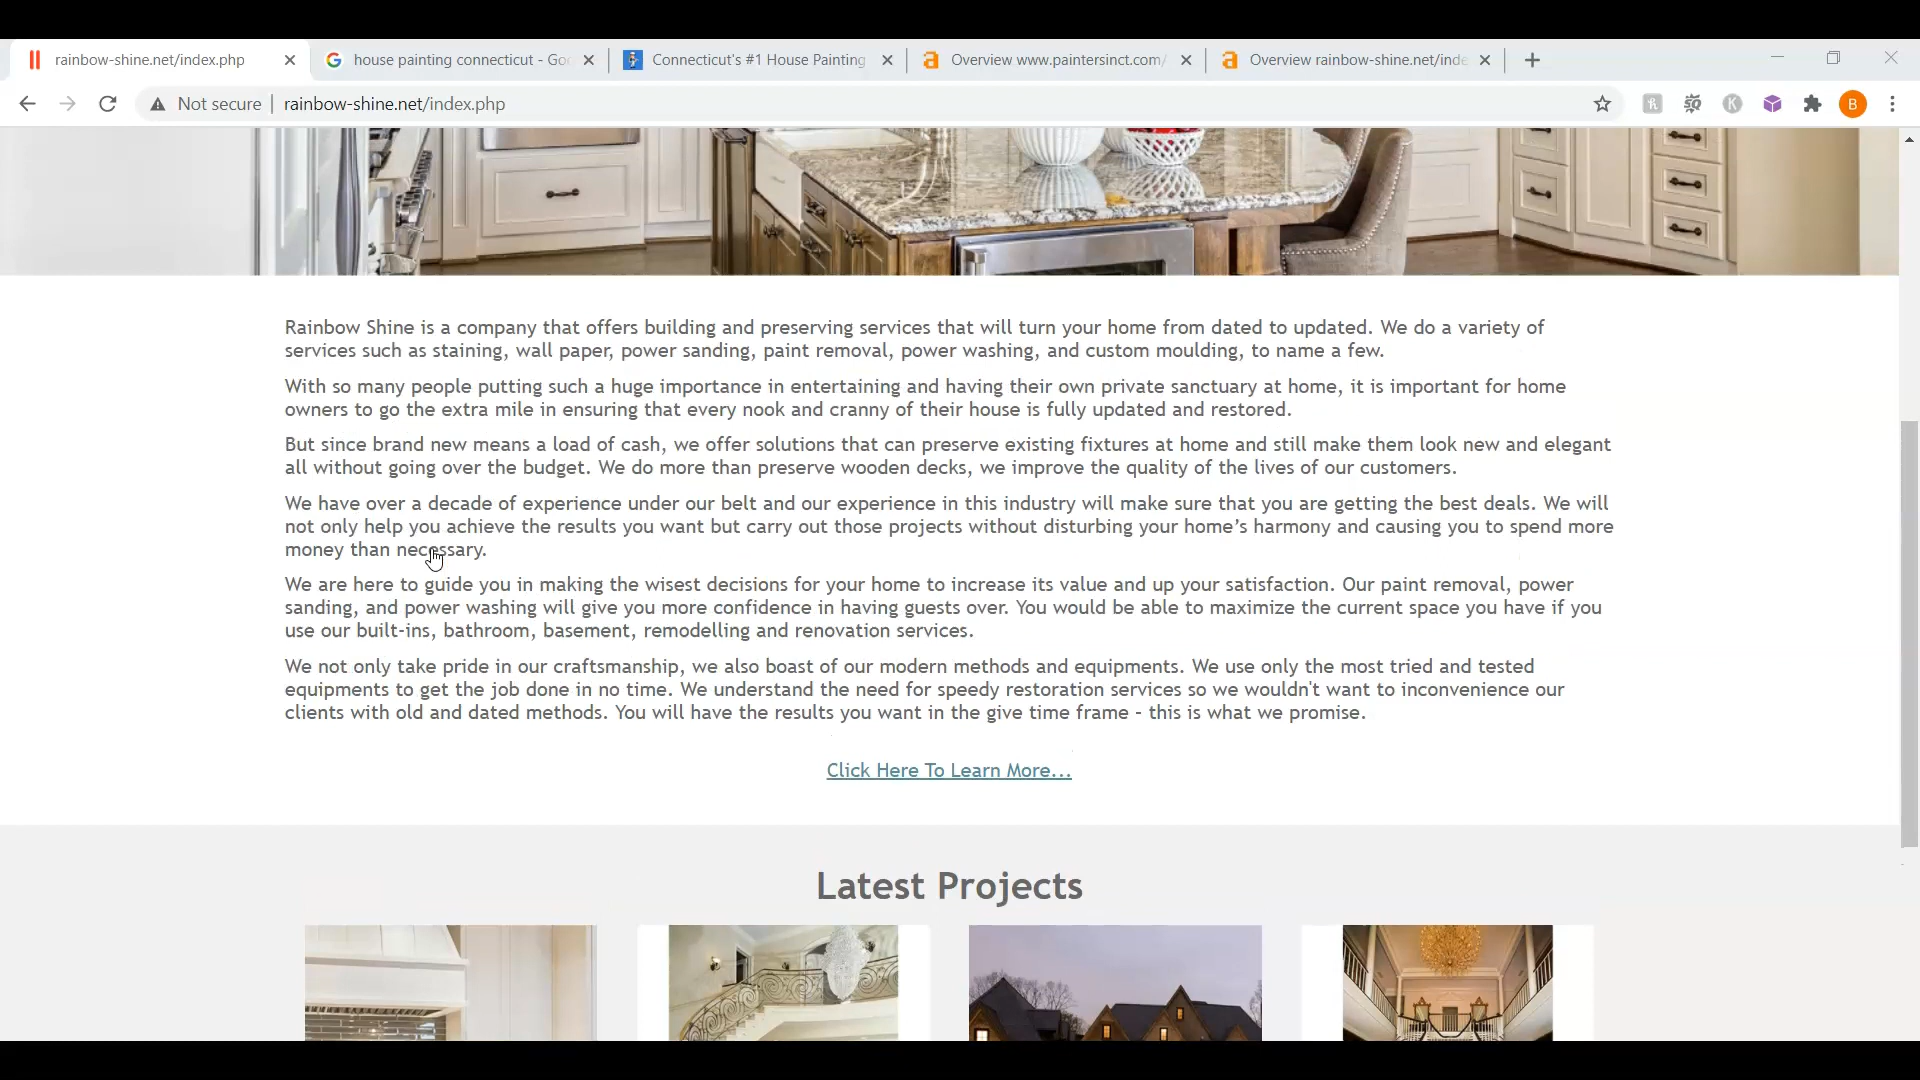 rainbow-shine.net/index.php
house painting connecticut - Goo
Connecticut's #1 House Painting
Overview www.paintersinct.com/
Overview rainbow-shine.net/inde
Not secure
rainbow-shine.net/index.php
B
Rainbow Shine is a company that offers building and preserving services that will turn your home from dated to updated. We do a variety of
services such as staining, wall paper, power sanding, paint removal, power washing, and custom moulding, to name a few.
With so many people putting such a huge importance in entertaining and having their own private sanctuary at home, it is important for home
owners to go the extra mile in ensuring that every nook and cranny of their house is fully updated and restored.
But since brand new means a load of cash, we offer solutions that can preserve existing fixtures at home and still make them look new and elegant
all without going over the budget. We do more than preserve wooden decks, we improve the quality of the lives of our customers.
We have over a decade of experience under our belt and our experience in this industry will make sure that you are getting the best deals. We will
not only help you achieve the results you want but carry out those projects without disturbing your home’s harmony and causing you to spend more
money than necessary.
We are here to guide you in making the wisest decisions for your home to increase its value and up your satisfaction. Our paint removal, power
sanding, and power washing will give you more confidence in having guests over. You would be able to maximize the current space you have if you
use our built-ins, bathroom, basement, remodelling and renovation services.
We not only take pride in our craftsmanship, we also boast of our modern methods and equipments. We use only the most tried and tested
equipments to get the job done in no time. We understand the need for speedy restoration services so we wouldn't want to inconvenience our
clients with old and dated methods. You will have the results you want in the give time frame - this is what we promise.
Click Here To Learn More...
Latest Projects